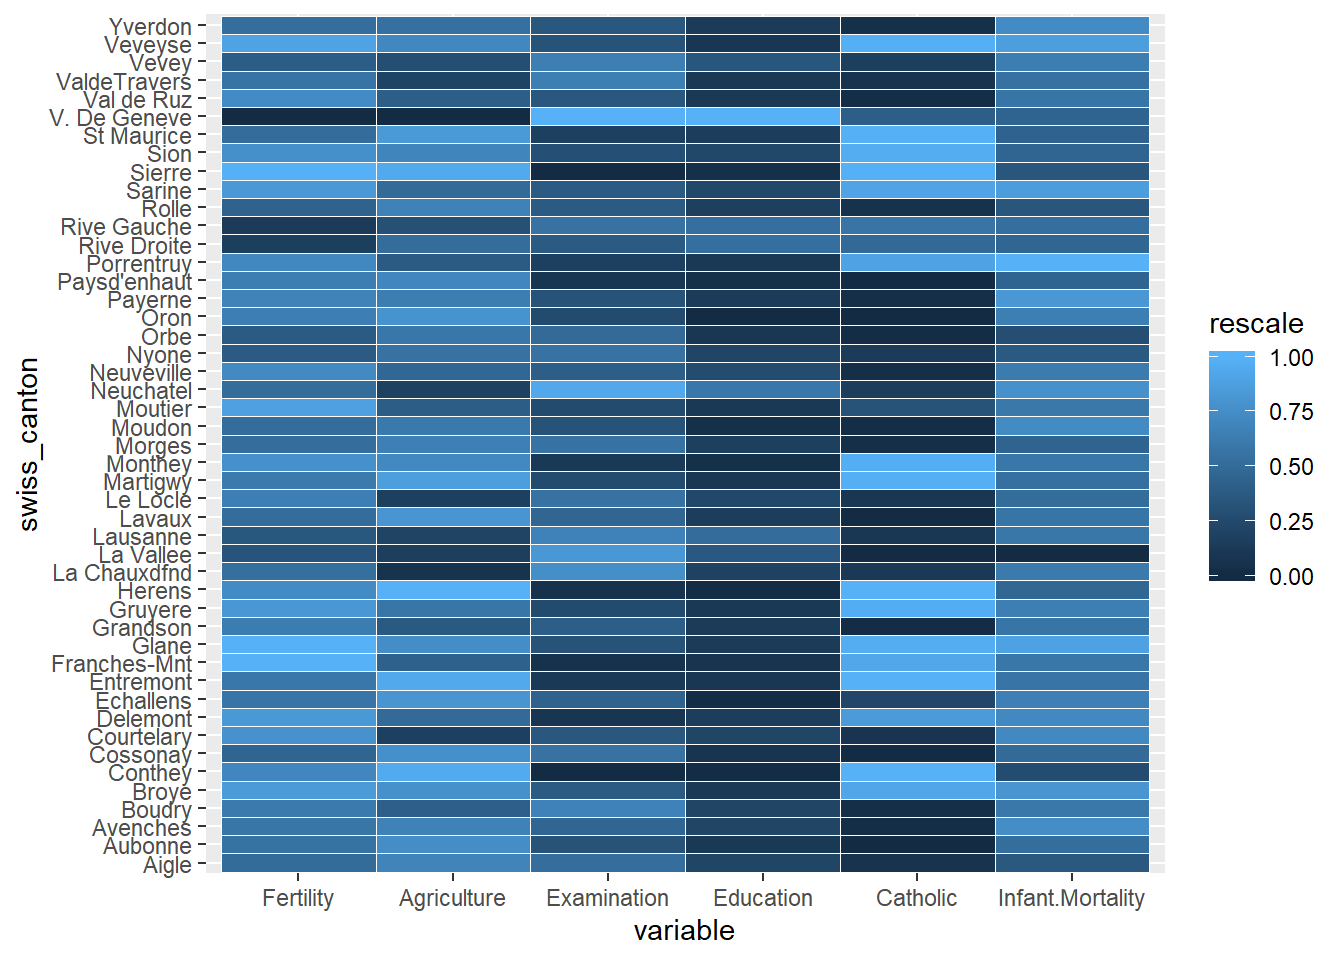 Yverdon
Veveyse
Vevey
ValdeTravers
Val de Ruz
V. De Geneve
St Maurice
Sion
Sierre
Sarine
Rolle
Rive Gauche
Rive Droite
Porrentruy
Paysd'enhaut
Payerne
Oron
Orbe
Nyone
Neuveville
Neuchatel
Moutier
Moudon
Morges
Monthey
Martigwy
Le Locle
Lavaux
Lausanne
La Vallee
La Chauxdfnd
Herens
Gruyere
Grandson
Glane
Franches-Mnt
Entremont
Echallens
Delemont
Courtelary
Cossonay
Conthey
Broye
Boudry
Avenches
Aubonne
Aigle
swiss_canton
Fertility Agriculture Examination Education Catholic Infant.Mortality
variable
rescale
1.00
0.75
0.50
0.25
0.00